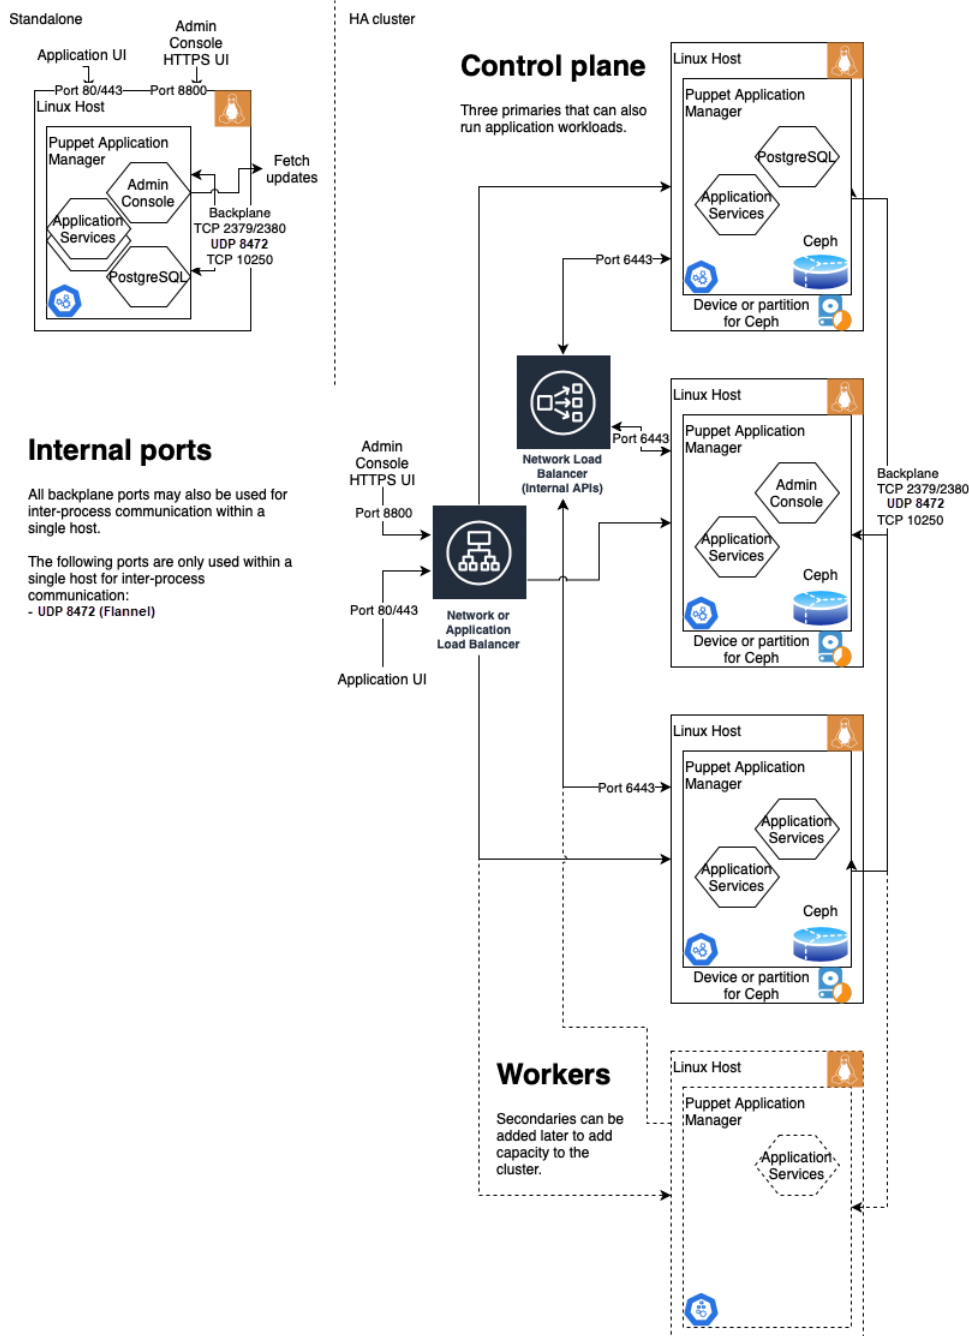 Standalone
HA cluster
Application UI
Admin
Console
HTTPS UI
Port 80/443
Port 8800
Linux Host
Puppet Application
Manager
Admin
Console
Application
Services
PostgreSQL
Fetch
updates
Backplane
TCP 2379/2380
UDP 8472
TCP 10250
Internal ports
All backplane ports may also be used for
inter-process communication within a
single host.
The following ports are only used within a
single host for inter-process
communication:
- UDP 8472 (Flannel)
Control plane
Three primaries that can also
run application workloads.
Linux Host
Puppet Application
Manager
PostgreSQL
Application
Services
Ceph
Device or partition
for Ceph
Port 6443
Network Load
Balancer
(Internal APIs)
Port 6443
Admin
Console
HTTPS UI
Port 8800
Port 80/443
Application UI
Network or
Application
Load Balancer
Linux Host
Puppet Application
Manager
Admin
Console
Application
Services
Ceph
Device or partition
for Ceph
Backplane
TCP 2379/2380
UDP 8472
TCP 10250
Port 6443
Linux Host
Puppet Application
Manager
Application
Services
Application
Services
Ceph
Device or partition
for Ceph
Workers
Secondaries can be
added later to add
capacity to the
cluster.
Linux Host
Puppet Application
Manager
Application
Services